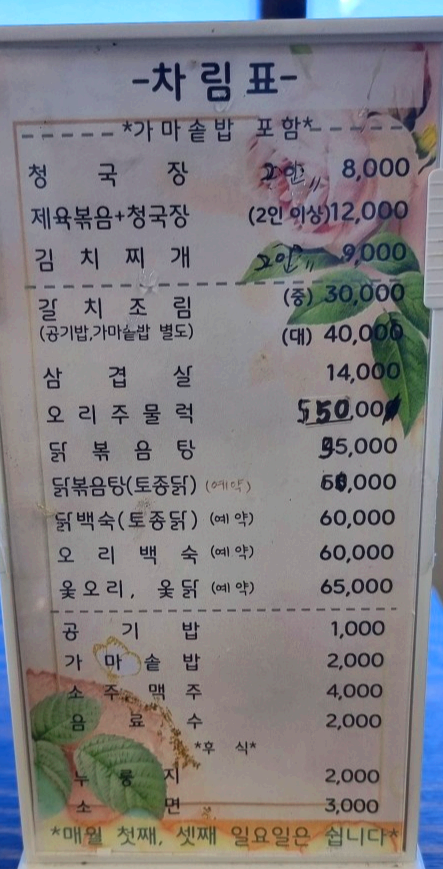 -차림표-
*가마솥밥 포함*
청국장 2인〃 8,000
제육볶음+청국장 (2인 이상)12,000
김치찌개 2인〃 9,000
갈치조림 (중) 30,000
(공기밥,가마솥밥 별도) (대) 40,000
삼겹살 14,000
오리주물럭
닭볶음탕
닭볶음탕(토종닭) (예약)
닭백숙(토종닭) (예약) 60,000
오리백숙 (예약) 60,000
옻오리, 옻닭 (예약) 65,000
공기밥 1,000
가마솥밥 2,000
소주맥주 4,000
음료수 2,000
*후식*
누룽지 2,000
소면 3,000
*매월 첫째, 셋째 일요일은 쉽니다*